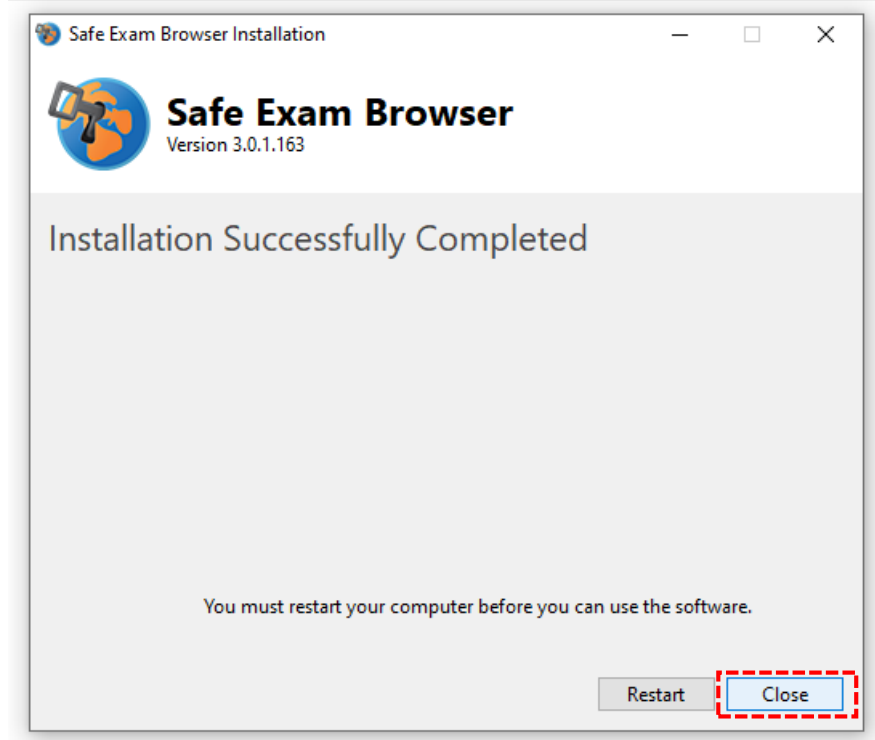 Safe Exam Browser Installation
Safe Exam Browser
Version 3.0.1.163
Installation Successfully Completed
You must restart your computer before you can use the software.
Restart
Close